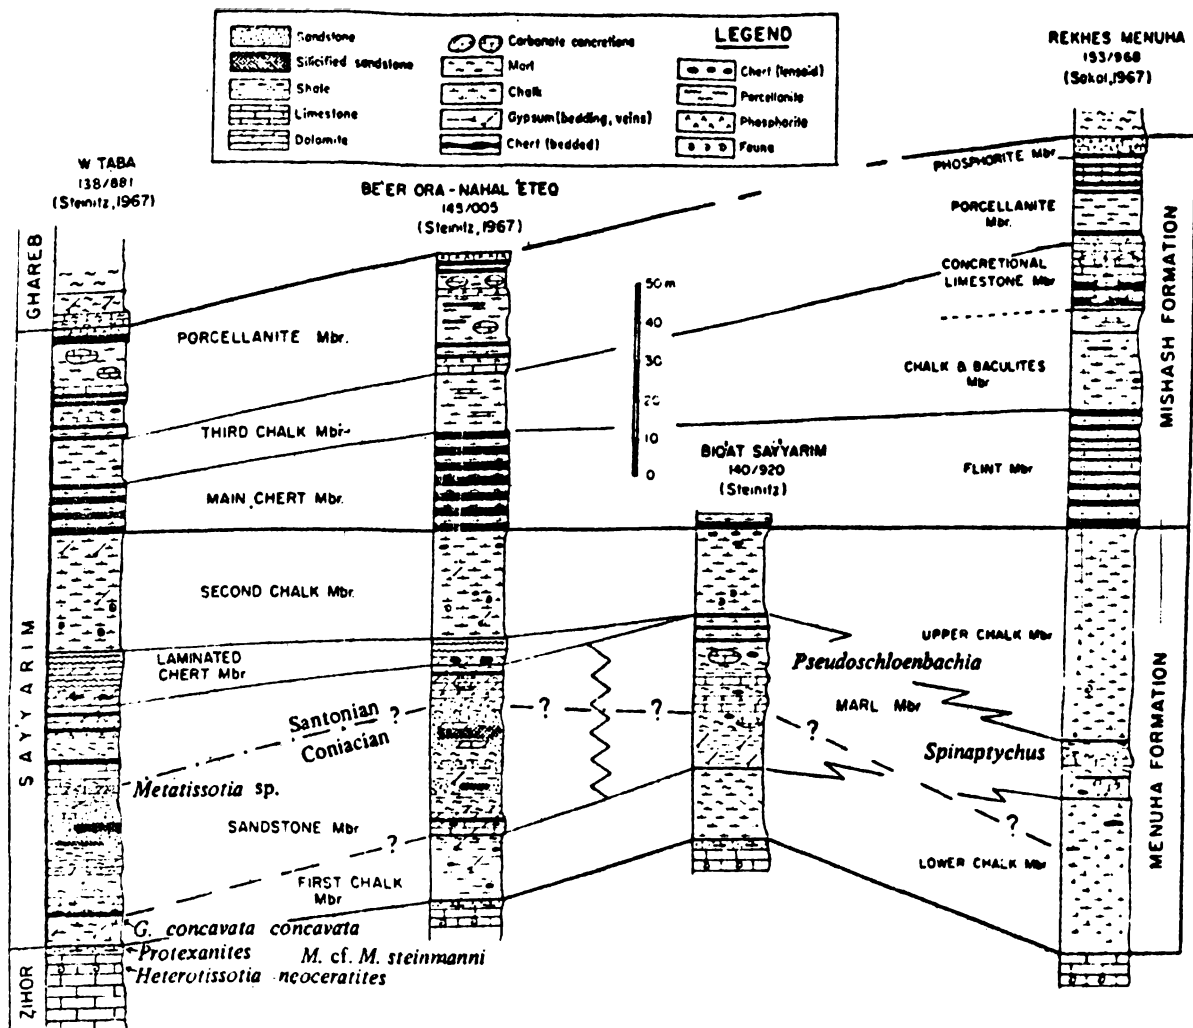 LEGEND
Sandstone
Silicified sandstone
Shale
Limestone
Dolomite
Carbonate concretions
Marl
Chalk
Gypsum (bedding, veins)
Chert (bedded)
Chert (lensoid)
Porcellanite
Phosphorite
Fauna
W TABA
138/881
(Steinitz, 1967)
BE'ER ORA - NAHAL 'ETEQ
145/005
(Steinitz, 1967)
REKHES MENUHA
153/968
(Sakal, 1967)
BIQ'AT SAYYARIM
140/920
(Steinitz)
50 m
40
30
20
10
0
GHAREB
SAYYARIM
ZIHOR
PORCELLANITE Mbr.
THIRD CHALK Mbr
MAIN CHERT Mbr.
SECOND CHALK Mbr.
LAMINATED
CHERT Mbr
Santonian ?
Coniacian
? ? ?
Metatissotia sp.
SANDSTONE Mbr ?
FIRST CHALK
Mbr
G. concavata concavata
Protexanites M. cf. M. steinmanni
Heterotissotia neoceratites
PHOSPHORITE Mbr
PORCELLANITE
Mbr.
CONCRETIONAL
LIMESTONE Mbr
CHALK & BACULITES
Mbr
FLINT Mbr
UPPER CHALK Mbr
Pseudoschloenbachia
MARL Mbr
Spinaptychus
?
LOWER CHALK Mbr
MISHASH FORMATION
MENUHA FORMATION